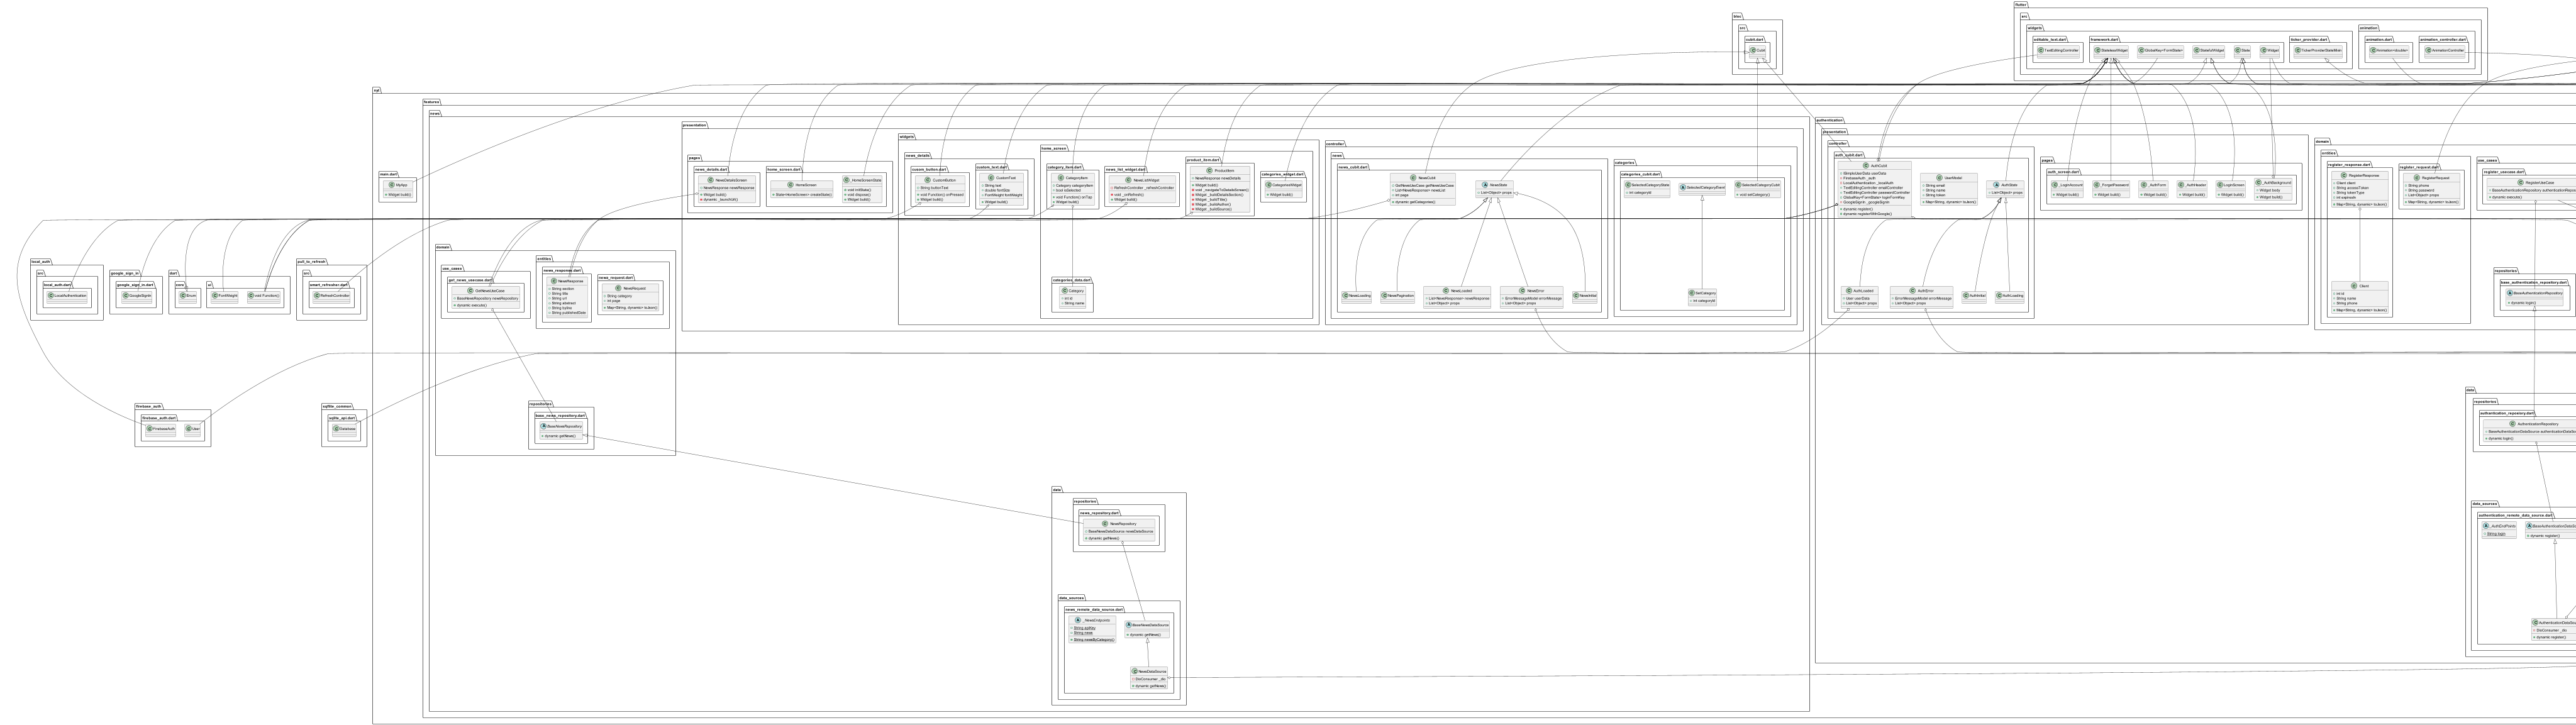 flutter
bloc
src
src
widgets
animation
cubit.dart
editable_text.dart
framework.dart
ticker_provider.dart
animation.dart
animation_controller.dart
Cubit
TextEditingController
StatelessWidget
GlobalKey<FormState>
StatefulWidget
State
Widget
TickerProviderStateMixin
Animation<double>
AnimationController
features
news
authentication
presentation
presentation
widgets
controller
controller
domain
pages
news_details
home_screen
news
categories
pages
entities
use_cases
main.dart
MyApp
Widget build()
news_details.dart
NewsDetailsScreen
NewsResponse newsDetails
Widget build()
dynamic _launchUrl()
home_screen.dart
HomeScreen
State<HomeScreen> createState()
_HomeScreenState
void initState()
void dispose()
Widget build()
custom_button.dart
CustomButton
String buttonText
void Function() onPressed
Widget build()
custom_text.dart
CustomText
String text
double fontSize
FontWeight fontWeight
Widget build()
category_item.dart
CategoryItem
Category categoryItem
bool isSelected
void Function() onTap
Widget build()
news_list_widget.dart
NewsListWidget
RefreshController _refreshController
void _onRefresh()
Widget build()
product_item.dart
ProductItem
NewsResponse newsDetails
Widget build()
void _navigateToDetailsScreen()
Widget _buildDetailsSection()
Widget _buildTitle()
Widget _buildAuthor()
Widget _buildSource()
categories_widget.dart
CategoriesWidget
Widget build()
news_cubit.dart
NewsCubit
GetNewsUseCase getNewsUseCase
List<NewsResponse> newsList
int page
dynamic getCategories()
NewsState
List<Object> props
NewsLoading
NewsPagination
NewsLoaded
List<NewsResponse> newsResponse
List<Object> props
NewsError
ErrorMessageModel errorMessage
List<Object> props
NewsInitial
categories_cubit.dart
SelectedCategoryState
int categoryId
SelectedCategoryEvent
SelectedCategoryCubit
void setCategory()
SetCategory
int categoryId
auth_cubit.dart
AuthCubit
FirebaseAuth _auth
LocalAuthentication _localAuth
TextEditingController emailController
TextEditingController passwordController
GlobalKey<FormState> loginFormKey
GoogleSignIn _googleSignIn
dynamic register()
dynamic registerWithGoogle()
UserModel
String email
String name
String token
Map<String, dynamic> toJson()
AuthState
List<Object> props
AuthLoaded
User userData
List<Object> props
AuthError
ErrorMessageModel errorMessage
List<Object> props
AuthInitial
AuthLoading
auth_screen.dart
_LoginAccount
Widget build()
_ForgetPassword
Widget build()
_AuthForm
Widget build()
AuthHeader
Widget build()
LoginScreen
Widget build()
AuthBackground
Widget body
Widget build()
register_response.dart
RegisterResponse
Client client
String accessToken
String tokenType
int expiresIn
Map<String, dynamic> toJson()
Client
int id
String name
String phone
Map<String, dynamic> toJson()
register_request.dart
RegisterRequest
String phone
String password
List<Object> props
Map<String, dynamic> toJson()
register_usecase.dart
RegisterUseCase
dynamic execute()
local_auth
src
local_auth.dart
LocalAuthentication
google_sign_in
google_sign_in.dart
GoogleSignIn
dart
core
Enum
ui
FontWeight
void Function()
pull_to_refresh
src
smart_refresher.dart
RefreshController
domain
use_cases
get_news_usecase.dart
GetNewsUseCase
BaseNewsRepository newsRepository
dynamic execute()
entities
news_response.dart
NewsResponse
String section
String title
String url
String abstract
String byline
String publishedDate
news_request.dart
NewsRequest
String category
int page
Map<String, dynamic> toJson()
categories_data.dart
Category
int id
String name
repositories
base_authentication_repository.dart
BaseAuthenticationRepository
dynamic login()
firebase_auth
firebase_auth.dart
FirebaseAuth
User
sqflite_common
sqlite_api.dart
Database
repositories
base_news_repository.dart
BaseNewsRepository
dynamic getNews()
data
repositories
authentication_repository.dart
AuthenticationRepository
dynamic login()
data
repositories
news_repository.dart
NewsRepository
BaseNewsDataSource newsDataSource
dynamic getNews()
data_sources
authentication_remote_data_source.dart
_AuthEndPoints
String login
dynamic register()
DioConsumer _dio
dynamic register()
data_sources
news_remote_data_source.dart
_NewsEndpoints
String apiKey
String news
String newsByCategory()
BaseNewsDataSource
dynamic getNews()
NewsDataSource
DioConsumer _dio
dynamic getNews()